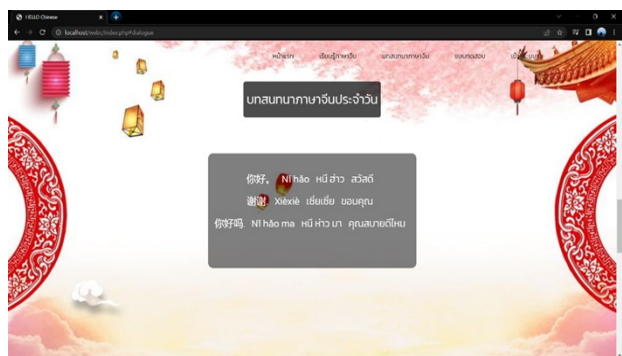 HELLO Chinese
localhost/webc/index.php#dialogue
หน้าแรก เรียนรู้ภาษาจีน บทสนทนาภาษาจีน แบบทดสอบ
บทสนทนาภาษาจีนประจำวัน
你好。 Nǐ hǎo หนี ฮ่าว สวัสดี
谢谢. Xièxiè เซี่ยเซี่ย ขอบคุณ
你好吗. Nǐ hǎo ma หนี ห่าว มา คุณสบายดีไหม